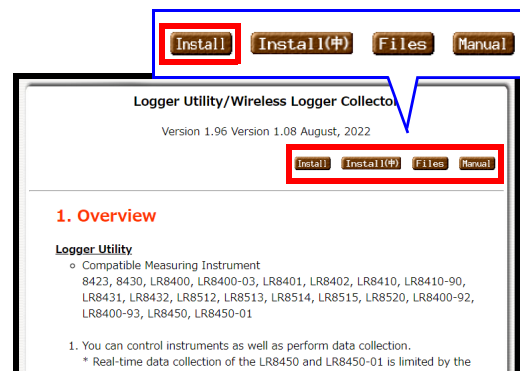 Install Install(中) Files Manual
Logger Utility/Wireless Logger Collector
Version 1.96 Version 1.08 August, 2022
Install Install(中) Files Manual
1. Overview
Logger Utility
Compatible Measuring Instrument
8423, 8430, LR8400, LR8400-03, LR8401, LR8402, LR8410, LR8410-90,
LR8431, LR8432, LR8512, LR8513, LR8514, LR8515, LR8520, LR8400-92,
LR8400-93, LR8450, LR8450-01
1. You can control instruments as well as perform data collection.
* Real-time data collection of the LR8450 and LR8450-01 is limited by the